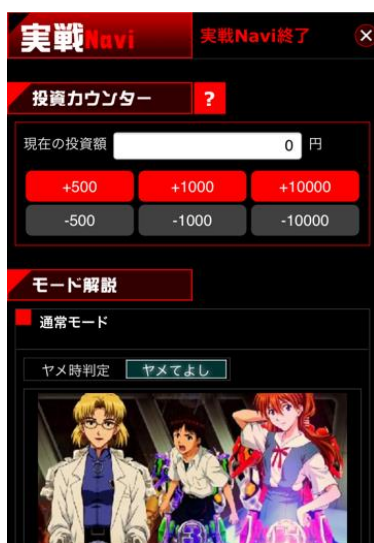 実戦Navi 実戦Navi終了 ×
投資カウンター ?
現在の投資額 0 円
+500 +1000 +10000
-500 -1000 -10000
モード解説
通常モード
ヤメ時判定 ヤメてよし